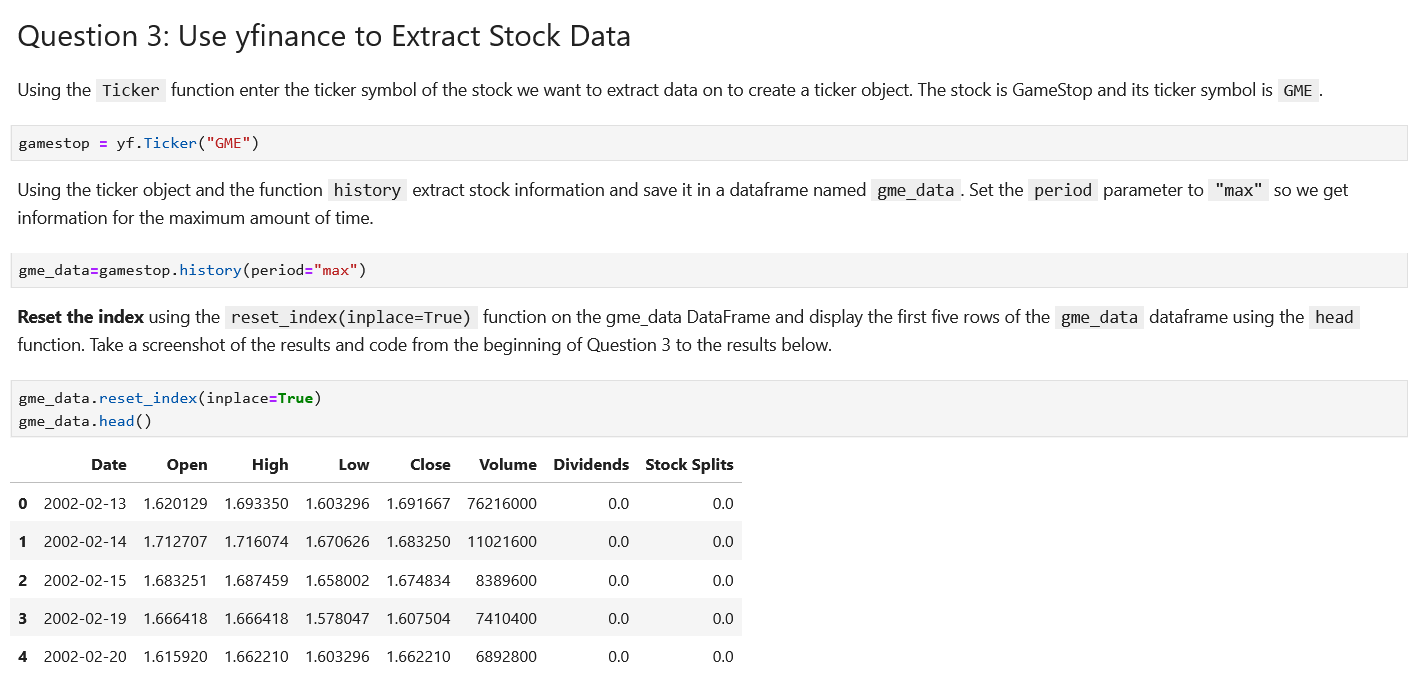 Question 3: Use yfinance to Extract Stock Data
Using the Ticker function enter the ticker symbol of the stock we want to extract data on to create a ticker object. The stock is GameStop and its ticker symbol is GME .
gamestop = yf.Ticker("GME")
Using the ticker object and the function history extract stock information and save it in a dataframe named gme_data . Set the period parameter to "max" so we get
information for the maximum amount of time.
gme_data=gamestop.history(period="max")
Reset the index using the reset_index(inplace=True) function on the gme_data DataFrame and display the first five rows of the gme_data dataframe using the head
function. Take a screenshot of the results and code from the beginning of Question 3 to the results below.
gme_data.reset_index(inplace=True)
gme_data.head()
Date Open High Low Close Volume Dividends Stock Splits
0 2002-02-13 1.620129 1.693350 1.603296 1.691667 76216000 0.0 0.0
1 2002-02-14 1.712707 1.716074 1.670626 1.683250 11021600 0.0 0.0
2 2002-02-15 1.683251 1.687459 1.658002 1.674834 8389600 0.0 0.0
3 2002-02-19 1.666418 1.666418 1.578047 1.607504 7410400 0.0 0.0
4 2002-02-20 1.615920 1.662210 1.603296 1.662210 6892800 0.0 0.0